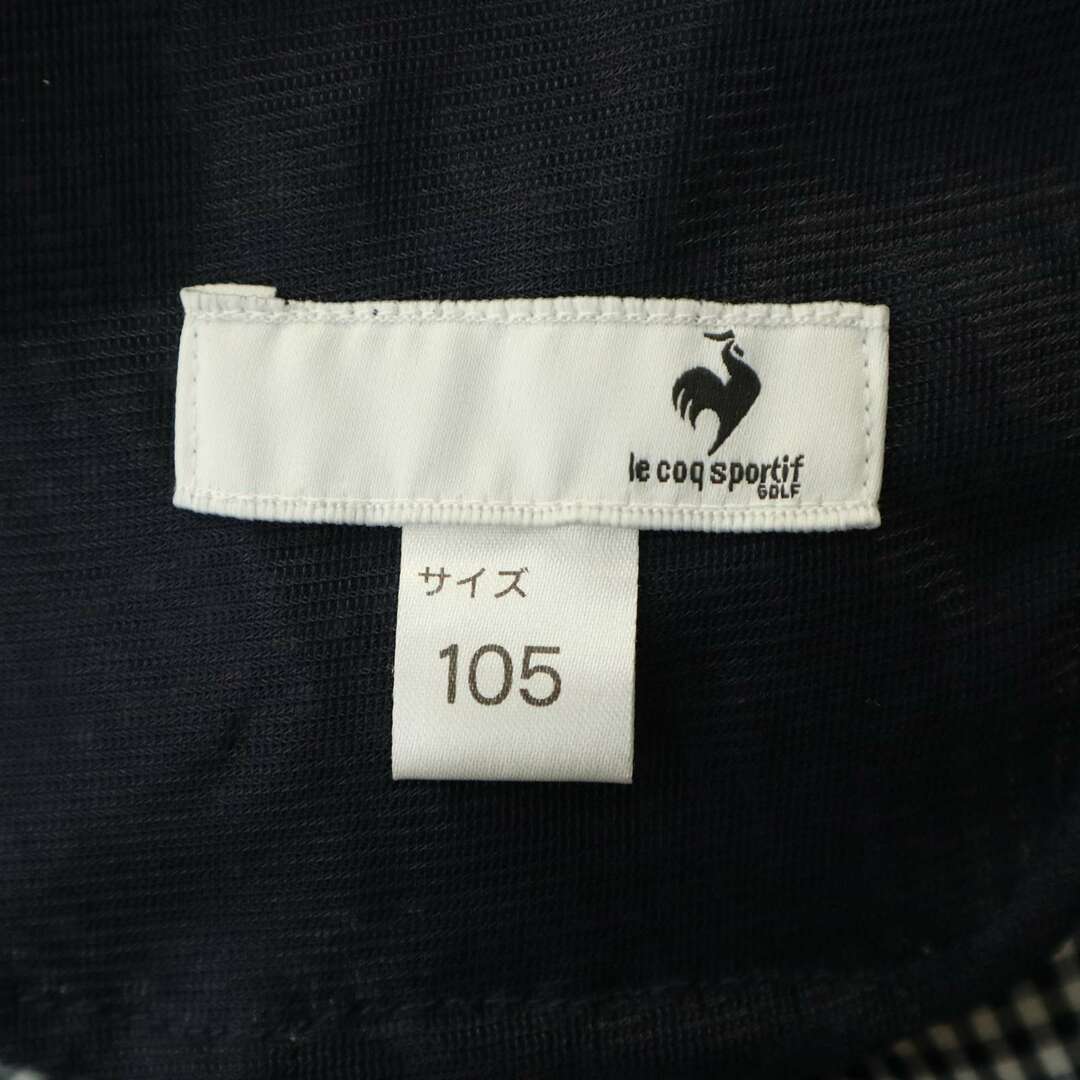 le coq sportif
GOLF
サイズ
105